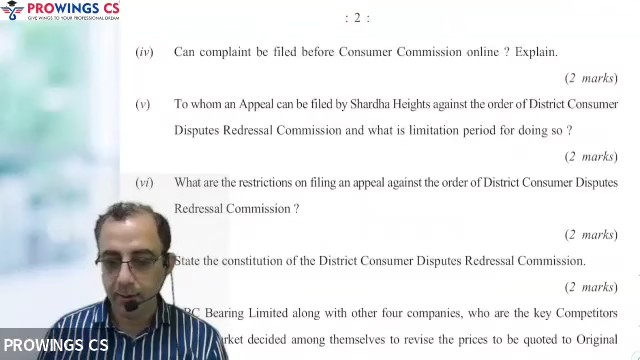 PROWINGS CS
GIVE WINGS TO YOUR PROFESSIONAL DREAM
: 2 :
(iv) Can complaint be filed before Consumer Commission online ? Explain.
(2 marks)
(v) To whom an Appeal can be filed by Shardha Heights against the order of District Consumer
Disputes Redressal Commission and what is limitation period for doing so ?
(2 marks)
(vi) What are the restrictions on filing an appeal against the order of District Consumer Disputes
Redressal Commission ?
(2 marks)
State the constitution of the District Consumer Disputes Redressal Commission.
(2 marks)
Bearing Limited along with other four companies, who are the key Competitors
decided among themselves to revise the prices to be quoted to Original
PROWINGS CS